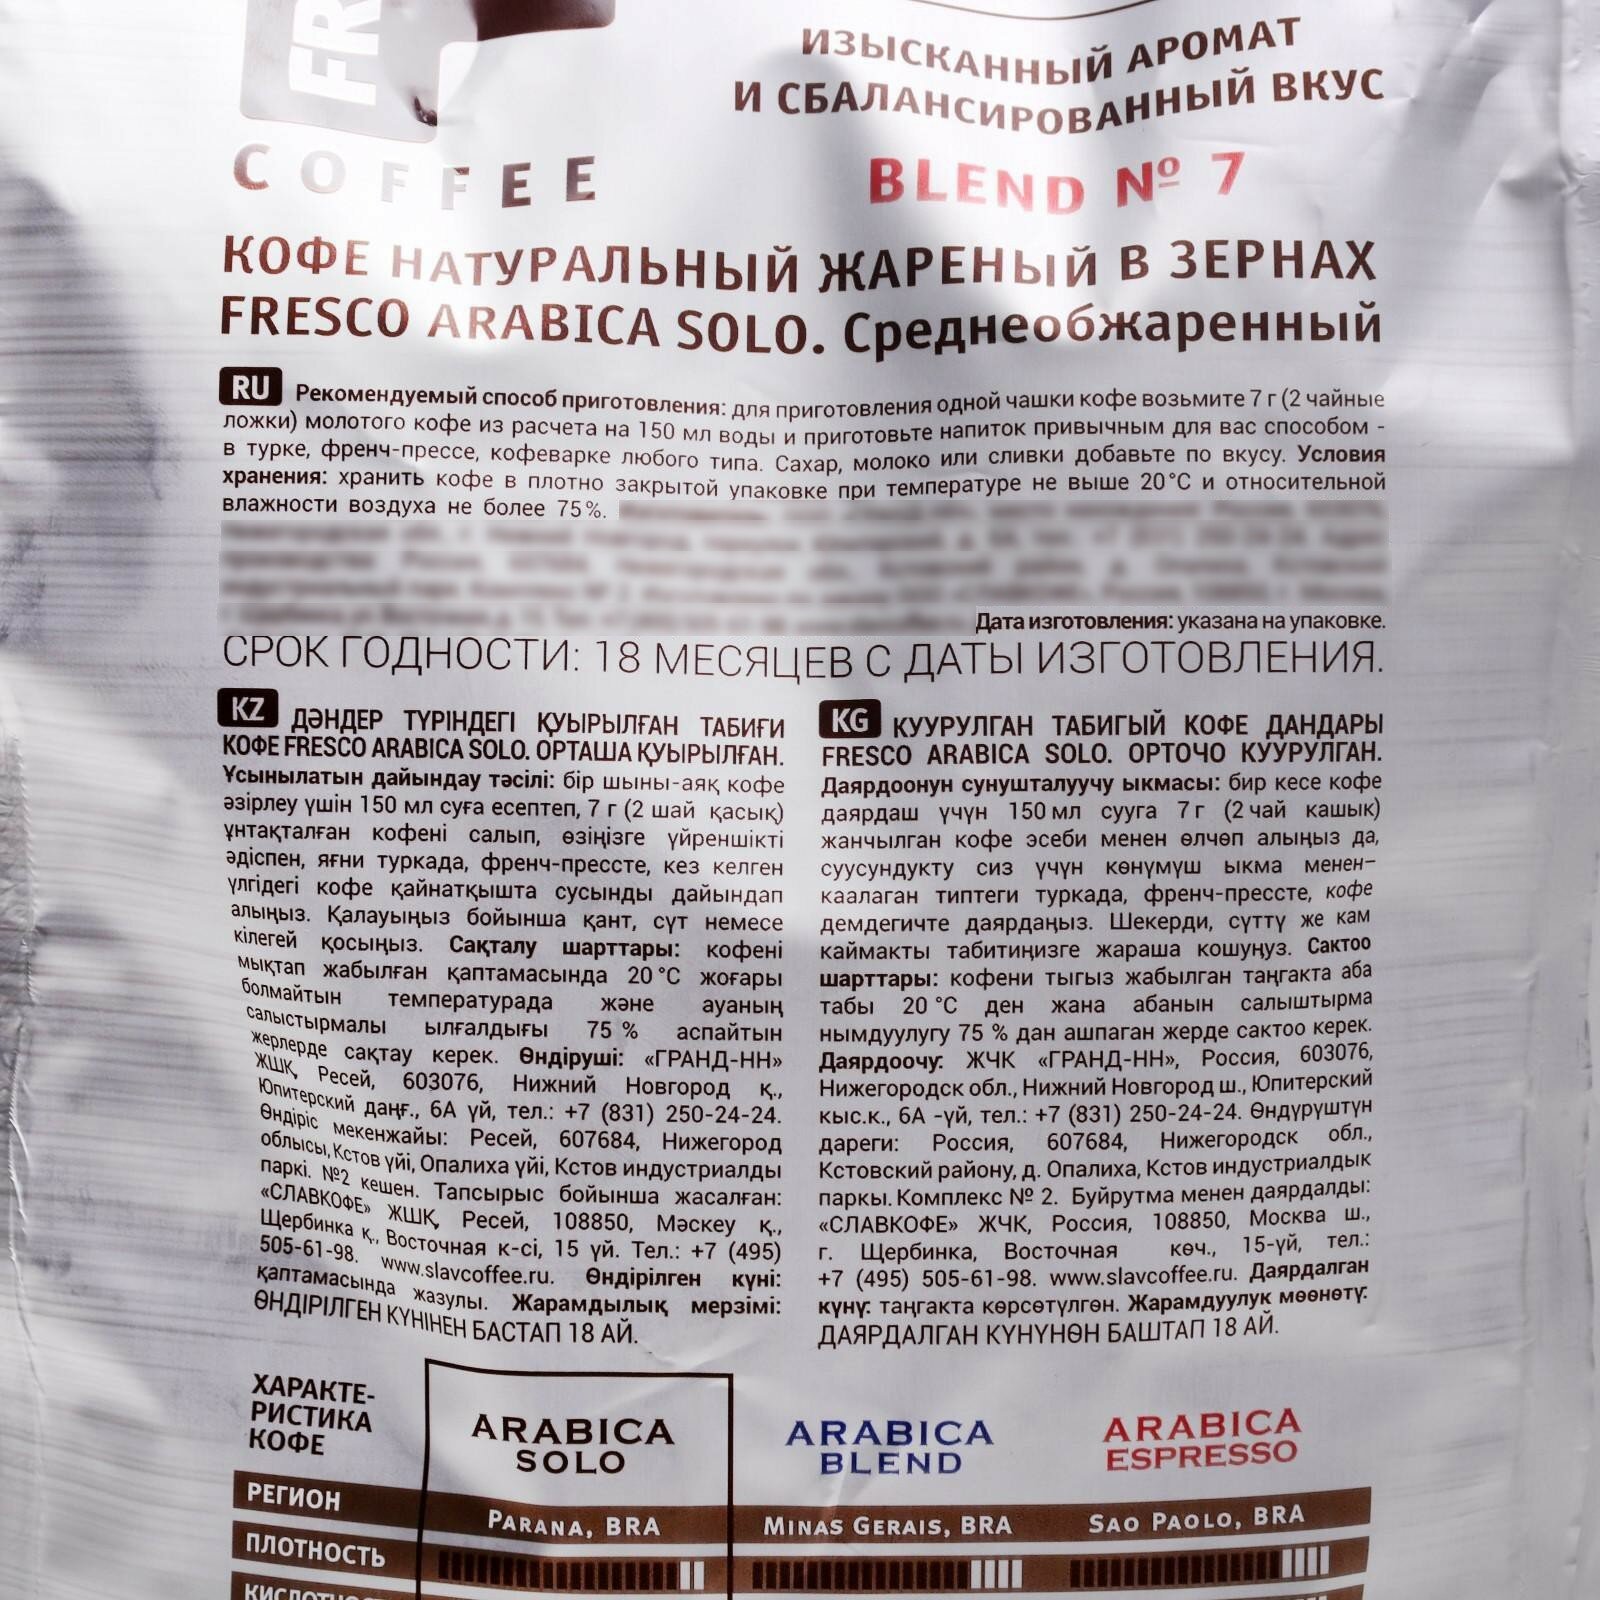 FR
COFFEE
ИЗЫСКАННЫЙ АРОМАТ
И СБАЛАНСИРОВАННЫЙ ВКУС
BLEND № 7
КОФЕ НАТУРАЛЬНЫЙ ЖАРЕНЫЙ В ЗЕРНАХ
FRESCO ARABICA SOLO. Среднеобжаренный
RU Рекомендуемый способ приготовления: для приготовления одной чашки кофе возьмите 7 г (2 чайные
ложки) молотого кофе из расчета на 150 мл воды и приготовьте напиток привычным для вас способом -
в турке, френч-прессе, кофеварке любого типа. Сахар, молоко или сливки добавьте по вкусу. Условия
хранения: хранить кофе в плотно закрытой упаковке при температуре не выше 20°С и относительной
влажности воздуха не более 75%.
Дата изготовления: указана на упаковке.
СРОК ГОДНОСТИ: 18 МЕСЯЦЕВ С ДАТЫ ИЗГОТОВЛЕНИЯ.
KZ ДӘНДЕР ТҮРІНДЕГІ ҚУЫРЫЛҒАН ТАБИҒИ
КОФЕ FRESCO ARABICA SOLO. ОРТАША ҚУЫРЫЛҒАН.
Ұсынылатын дайындау тәсілі: бір шыны-аяқ кофе
әзірлеу үшін 150 мл суға есептеп, 7 г (2 шай қасық)
ұнтақталған кофені салып, өзіңізге үйреншікті
әдіспен, яғни туркада, френч-прессте, кез келген
үлгідегі кофе қайнатқышта сусынды дайындап
алыңыз. Қалауыңыз бойынша қант, сүт немесе
кілегей қосыңыз. Сақталу шарттары: кофені
мықтап жабылған қаптамасында 20 °С жоғары
болмайтын температурада және ауаның
салыстырмалы ылғалдығы 75 % аспайтын
жерлерде сақтау керек. Өндіруші: «ГРАНД-НН»
ЖШҚ, Ресей, 603076, Нижний Новгород қ.,
Юпитерский даңғ., 6А үй, тел.: +7 (831) 250-24-24.
Өндіріс мекенжайы: Ресей, 607684, Нижегород
облысы, Кстов үйі, Опалиха үйі, Кстов индустриалды
паркі. №2 кешен. Тапсырыс бойынша жасалған:
«СЛАВКОФЕ» ЖШҚ, Ресей, 108850, Мәскеу қ.,
Щербинка қ., Восточная к-сі, 15 үй. Тел.: +7 (495)
505-61-98. www.slavcoffee.ru. Өндірілген күні:
қаптамасында жазулы. Жарамдылық мерзімі:
ӨНДІРІЛГЕН КҮНІНЕН БАСТАП 18 АЙ.
KG КУУРУЛГАН ТАБИГЫЙ КОФЕ ДАНДАРЫ
FRESCO ARABICA SOLO. ОРТОЧО КУУРУЛГАН.
Даярдоонун сунушталуучу ыкмасы: бир кесе кофе
даярдаш үчүн 150 мл сууга 7 г (2 чай кашык)
жанчылган кофе эсеби менен өлчөп алыңыз да,
суусундукту сиз үчүн көнүмүш ыкма менен–
каалаган типтеги туркада, френч-прессте, кофе
демдегичте даярдаңыз. Шекерди, сүттү же кам
каймакты табитиңизге жараша кошуңуз. Сактоо
шарттары: кофени тыгыз жабылган таңгакта аба
табы 20 °С ден жана абанын салыштырма
нымдуулугу 75 % дан ашпаган жерде сактоо керек.
Даярдоочу: ЖЧК «ГРАНД-НН», Россия, 603076,
Нижегородск обл., Нижний Новгород ш., Юпитерский
кыс.к., 6А -үй, тел.: +7 (831) 250-24-24. Өндүрүштүн
дареги: Россия, 607684, Нижегородск обл.,
Кстовский району, д. Опалиха, Кстов индустриалдык
паркы. Комплекс № 2. Буйрутма менен даярдалды:
«СЛАВКОФЕ» ЖЧК, Россия, 108850, Москва ш.,
г. Щербинка, Восточная көч., 15-үй, тел.:
+7 (495) 505-61-98. www.slavcoffee.ru. Даярдалган
күнү: таңгакта көрсөтүлгөн. Жарамдуулук мөөнөтү:
ДАЯРДАЛГАН КҮНҮНӨН БАШТАП 18 АЙ.
ХАРАКТЕ-
РИСТИКА
КОФЕ
ARABICA
SOLO
ARABICA
BLEND
ARABICA
ESPRESSO
РЕГИОН PARANA, BRA MINAS GERAIS, BRA SAO PAOLO, BRA
ПЛОТНОСТЬ